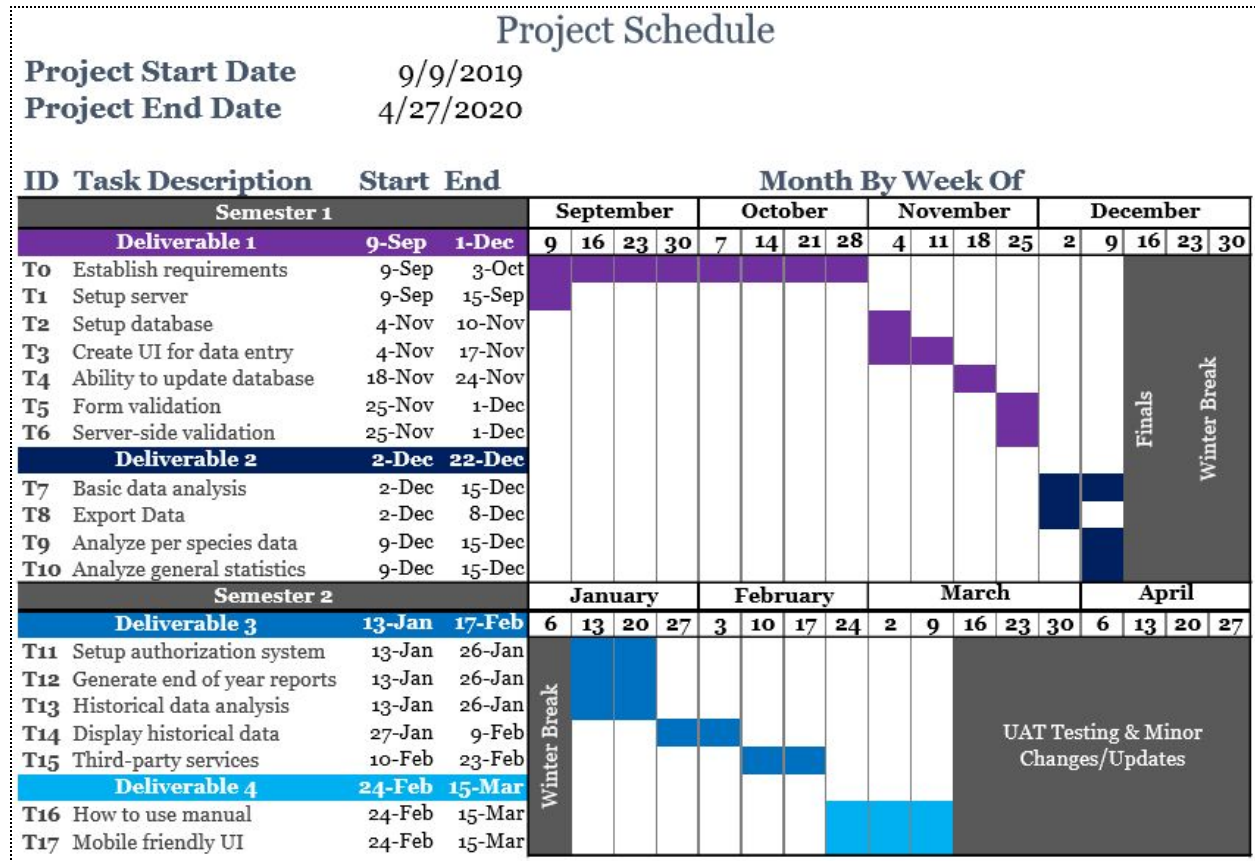 Project Schedule
Project Start Date 9/9/2019
Project End Date 4/27/2020
ID Task Description Start End Month By Week Of
Semester 1 September October November December
Deliverable 1 9-Sep 1-Dec 9 16 23 30 7 14 21 28 4 11 18 25 2 9 16 23 30
T0 Establish requirements 9-Sep 3-Oct
T1 Setup server 9-Sep 15-Sep
T2 Setup database 4-Nov 10-Nov
T3 Create UI for data entry 4-Nov 17-Nov
T4 Ability to update database 18-Nov 24-Nov
T5 Form validation 25-Nov 1-Dec
T6 Server-side validation 25-Nov 1-Dec
Finals
Winter Break
Deliverable 2 2-Dec 22-Dec
T7 Basic data analysis 2-Dec 15-Dec
T8 Export Data 2-Dec 8-Dec
T9 Analyze per species data 9-Dec 15-Dec
T10 Analyze general statistics 9-Dec 15-Dec
Semester 2 January February March April
Deliverable 3 13-Jan 17-Feb 6 13 20 27 3 10 17 24 2 9 16 23 30 6 13 20 27
T11 Setup authorization system 13-Jan 26-Jan
T12 Generate end of year reports 13-Jan 26-Jan
T13 Historical data analysis 13-Jan 26-Jan
T14 Display historical data 27-Jan 9-Feb
T15 Third-party services 10-Feb 23-Feb
Winter Break
UAT Testing & Minor
Changes/Updates
Deliverable 4 24-Feb 15-Mar
T16 How to use manual 24-Feb 15-Mar
T17 Mobile friendly UI 24-Feb 15-Mar